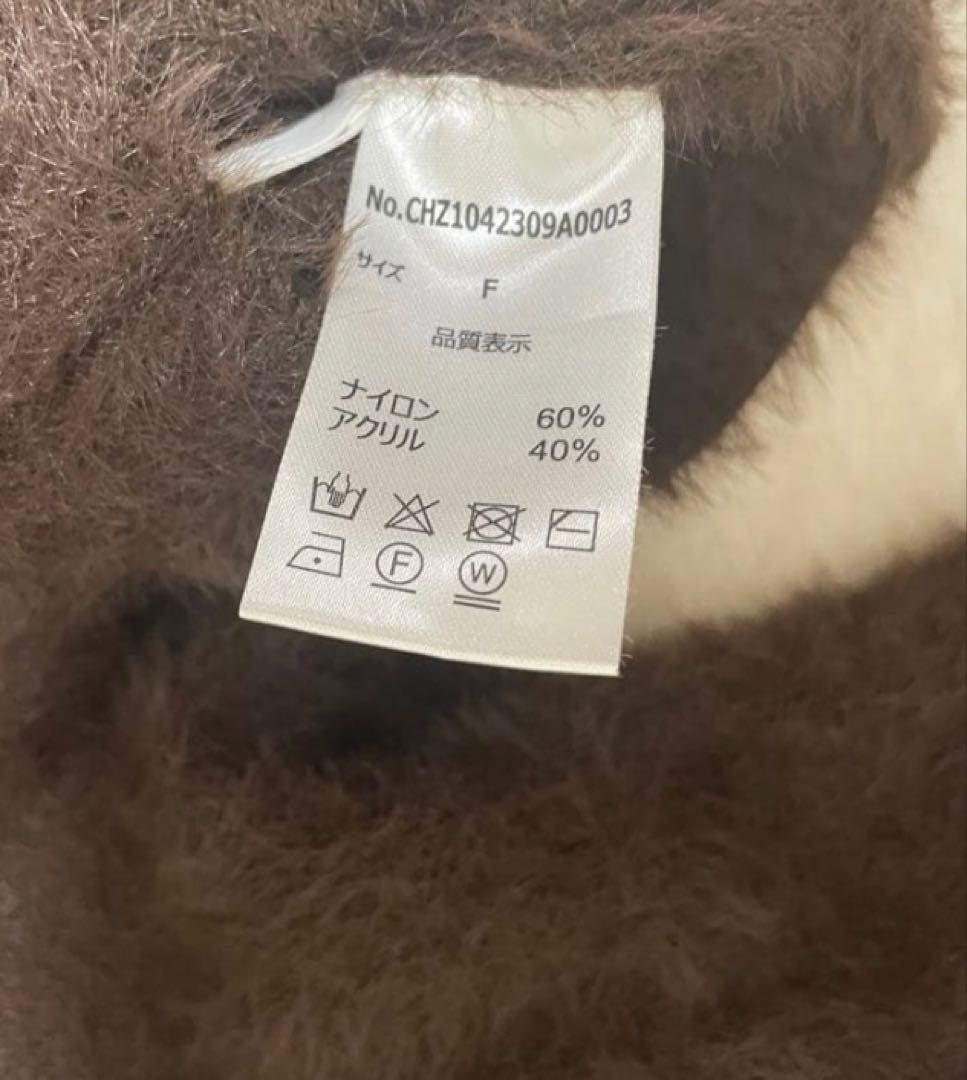 No.CHZ1042309A0003
サイズ F
品質表示
ナイロン 60%
アクリル 40%
F W